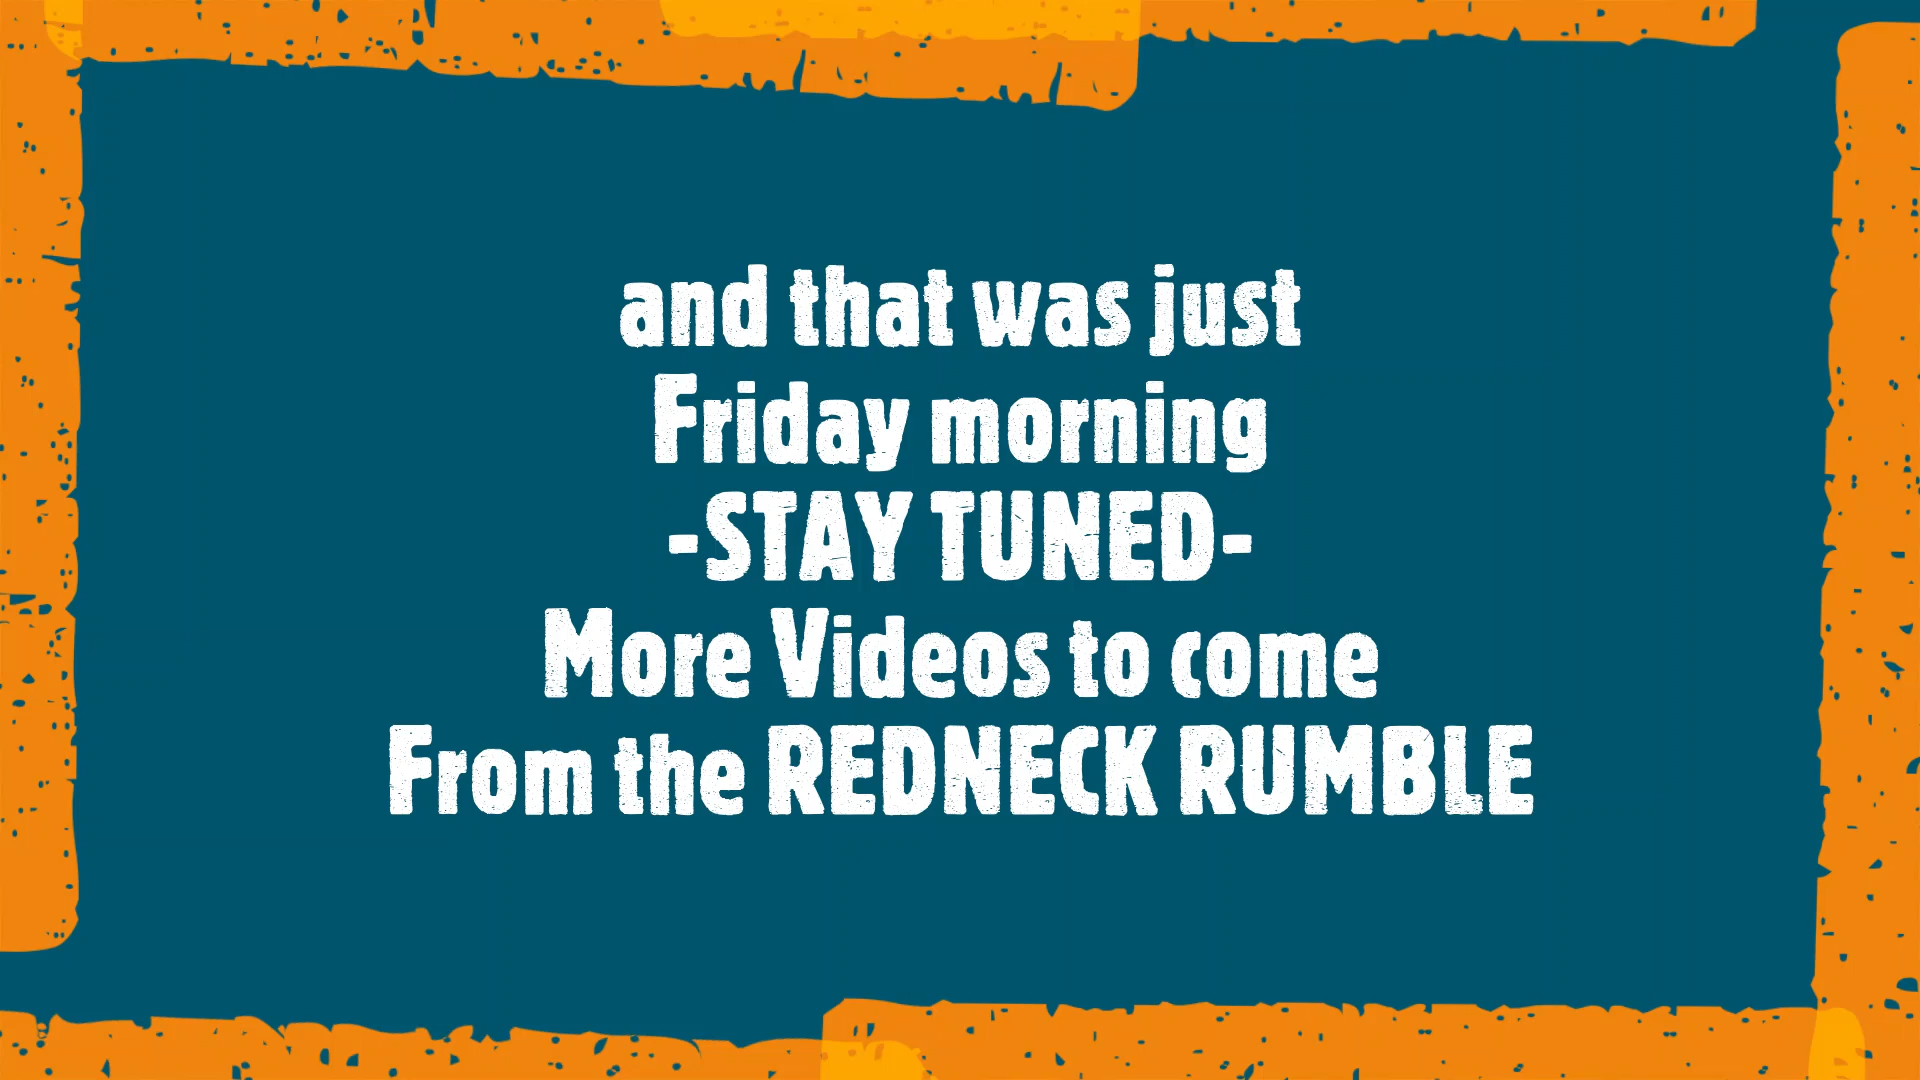 and that was just
Friday morning
-STAY TUNED-
More Videos to come
From the REDNECK RUMBLE